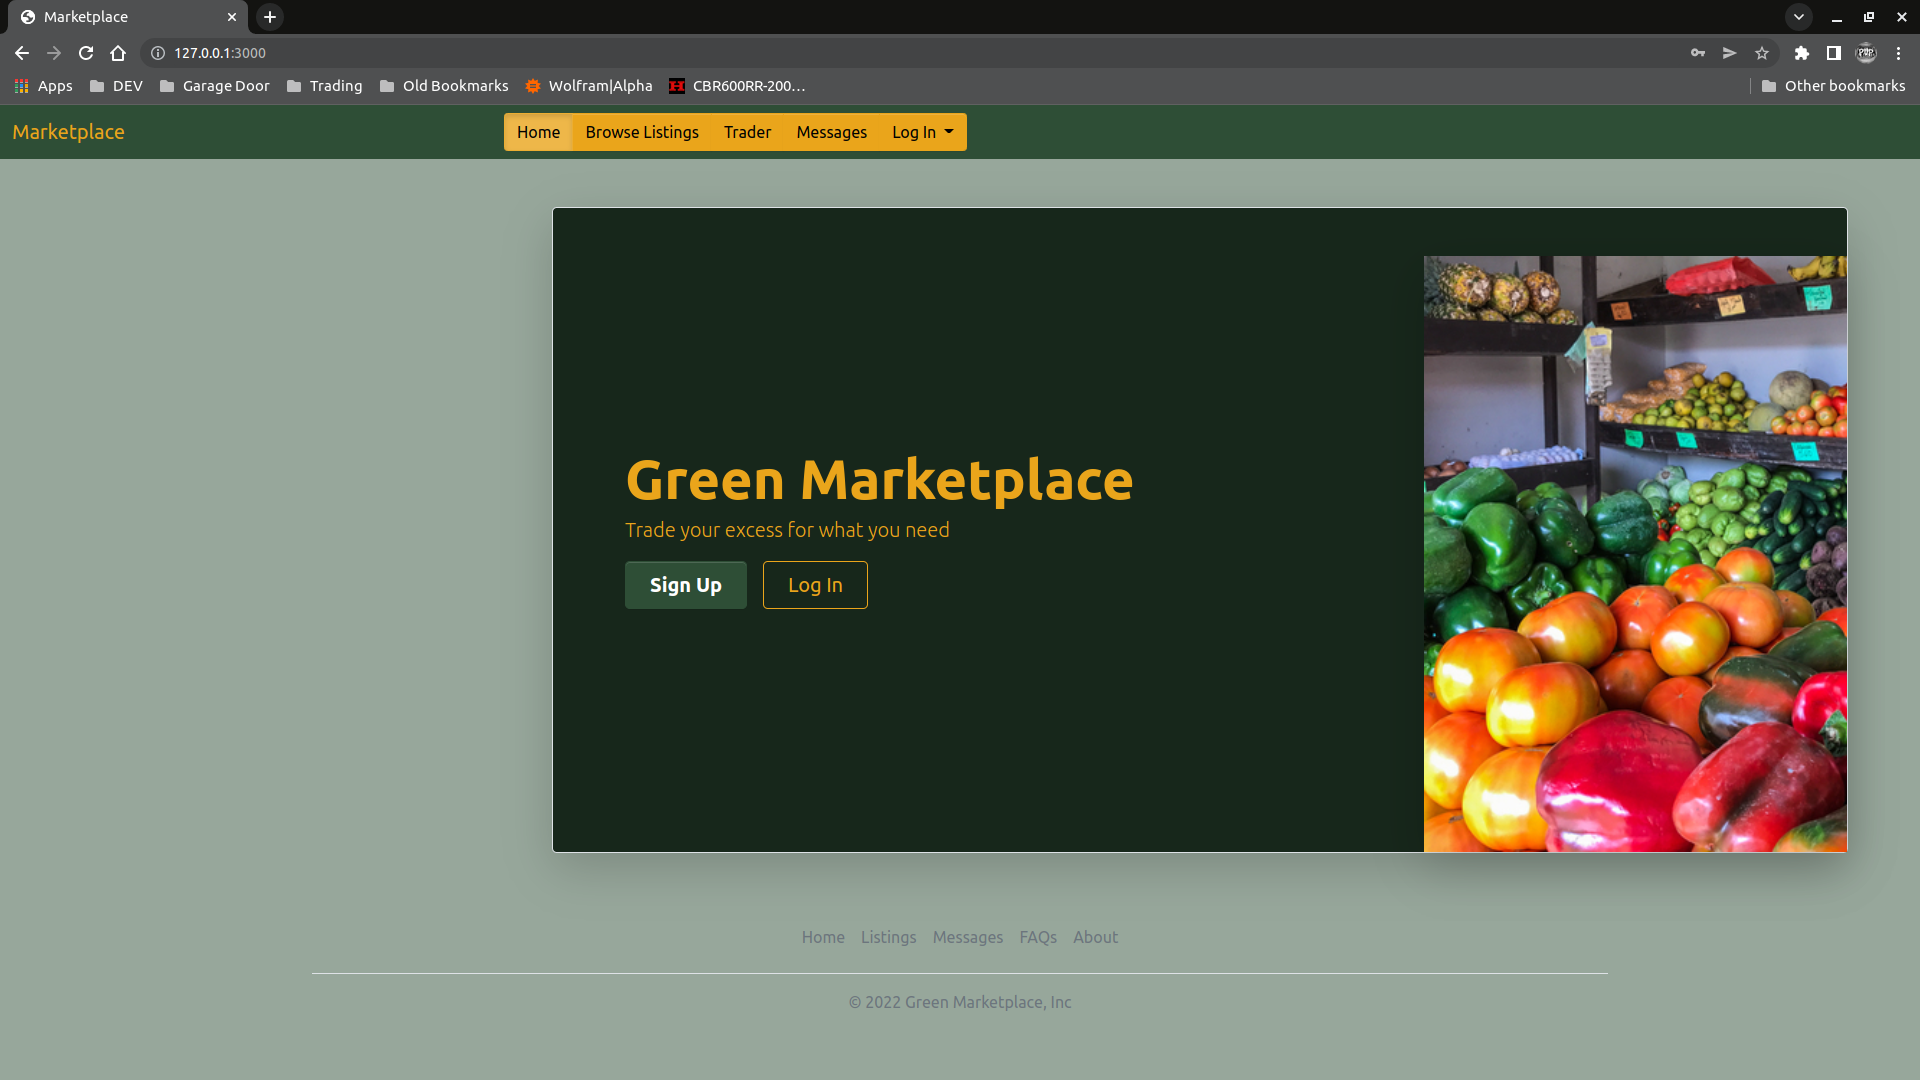 Marketplace
127.0.0.1:3000
Apps DEV Garage Door Trading Old Bookmarks Wolfram|Alpha CBR600RR-200... Other bookmarks
Marketplace Home Browse Listings Trader Messages Log In
Green Marketplace
Trade your excess for what you need
Sign Up Log In
Home Listings Messages FAQs About
© 2022 Green Marketplace, Inc